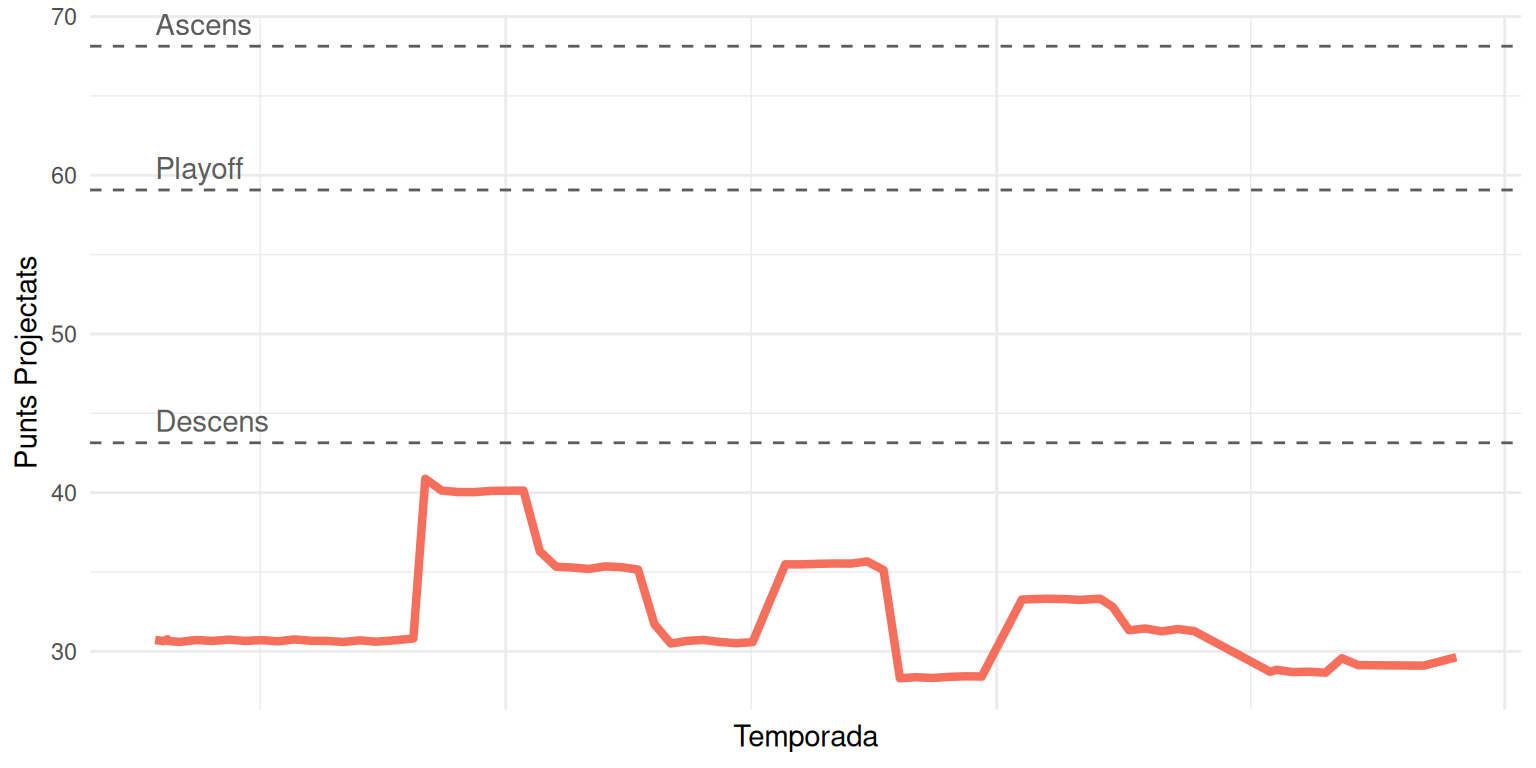 70
Ascens
Playoff
60
50
Descens
40
30
Punts Projectats
Temporada